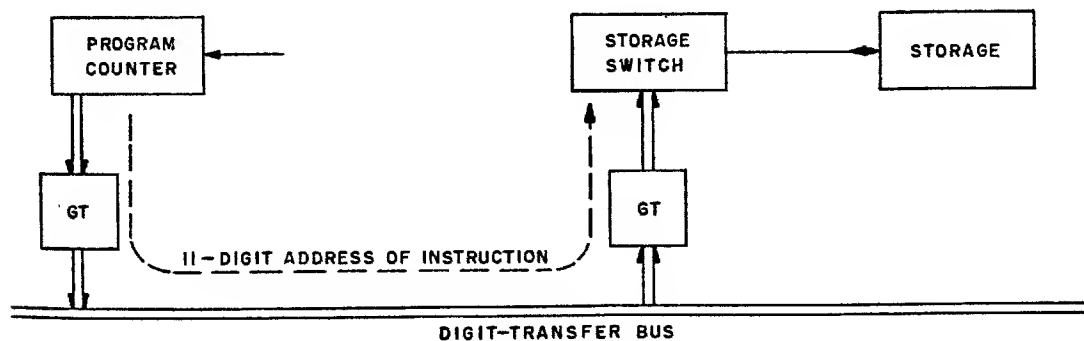 PROGRAM
COUNTER
STORAGE
SWITCH
STORAGE
GT
GT
11-DIGIT ADDRESS OF INSTRUCTION
DIGIT-TRANSFER BUS